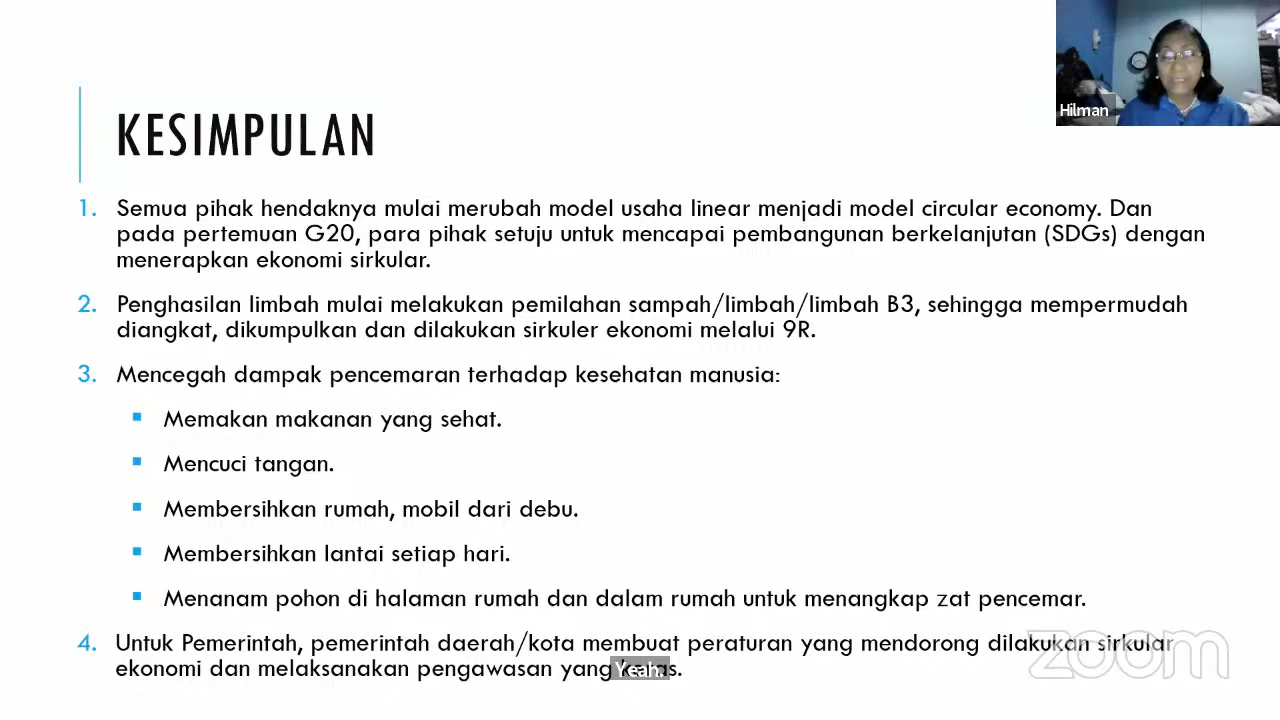 Hilman
KESIMPULAN
1. Semua pihak hendaknya mulai merubah model usaha linear menjadi model circular economy. Dan
pada pertemuan G20, para pihak setuju untuk mencapai pembangunan berkelanjutan (SDGs) dengan
menerapkan ekonomi sirkular.
2. Penghasilan limbah mulai melakukan pemilahan sampah/limbah/limbah B3, sehingga mempermudah
diangkat, dikumpulkan dan dilakukan sirkuler ekonomi melalui 9R.
3. Mencegah dampak pencemaran terhadap kesehatan manusia:
▪ Memakan makanan yang sehat.
▪ Mencuci tangan.
▪ Membersihkan rumah, mobil dari debu.
▪ Membersihkan lantai setiap hari.
▪ Menanam pohon di halaman rumah dan dalam rumah untuk menangkap zat pencemar.
4. Untuk Pemerintah, pemerintah daerah/kota membuat peraturan yang mendorong dilakukan sirkular
ekonomi dan melaksanakan pengawasan yang
Yeah.
zoom